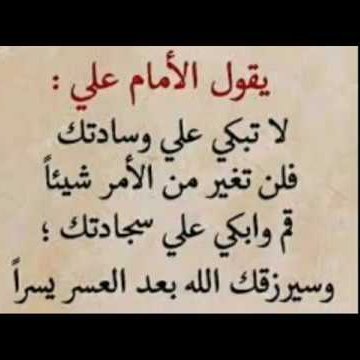 يقول الأمام علي :
لا تبكي علي وسادتك
فلن تغير من الأمر شيئاً
قم وابكي علي سجادتك ؛
وسيرزقك الله بعد العسر يسراً